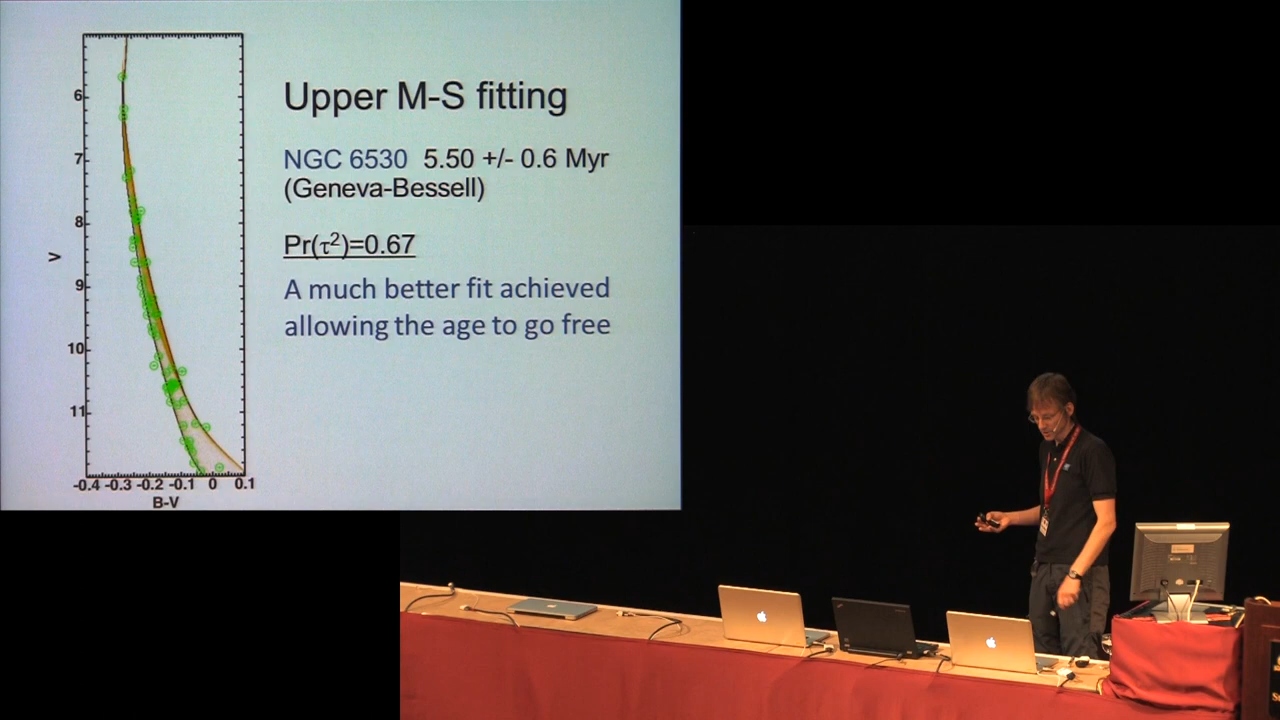 Upper M-S fitting
NGC 6530 5.50 +/- 0.6 Myr
(Geneva-Bessell)
Pr(τ²)=0.67
A much better fit achieved
allowing the age to go free
6
7
8
9
10
11
V
-0.4 -0.3 -0.2 -0.1 0 0.1
B-V